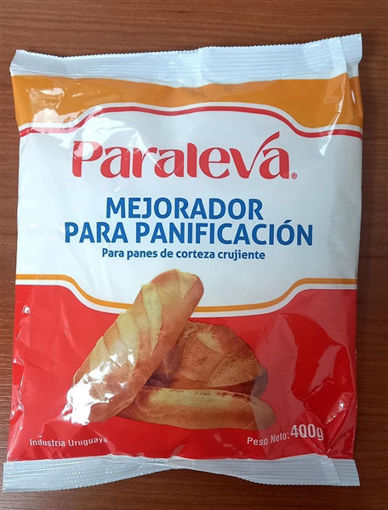 Paraleva®
MEJORADOR
PARA PANIFICACIÓN
Para panes de corteza crujiente
Industria Uruguaya
Peso Neto: 400g